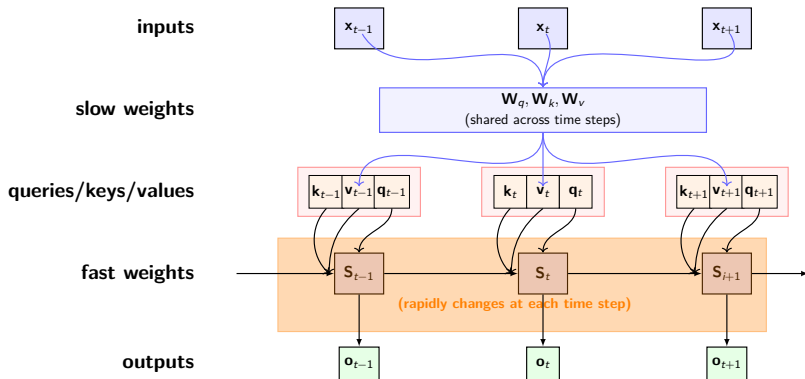 inputs
x_{t−1} x_t x_{t+1}
slow weights
W_q, W_k, W_v
(shared across time steps)
queries/keys/values
k_{t−1} v_{t−1} q_{t−1} k_t v_t q_t k_{t+1} v_{t+1} q_{t+1}
fast weights
S_{t−1} S_t S_{i+1}
(rapidly changes at each time step)
outputs
o_{t−1} o_t o_{t+1}